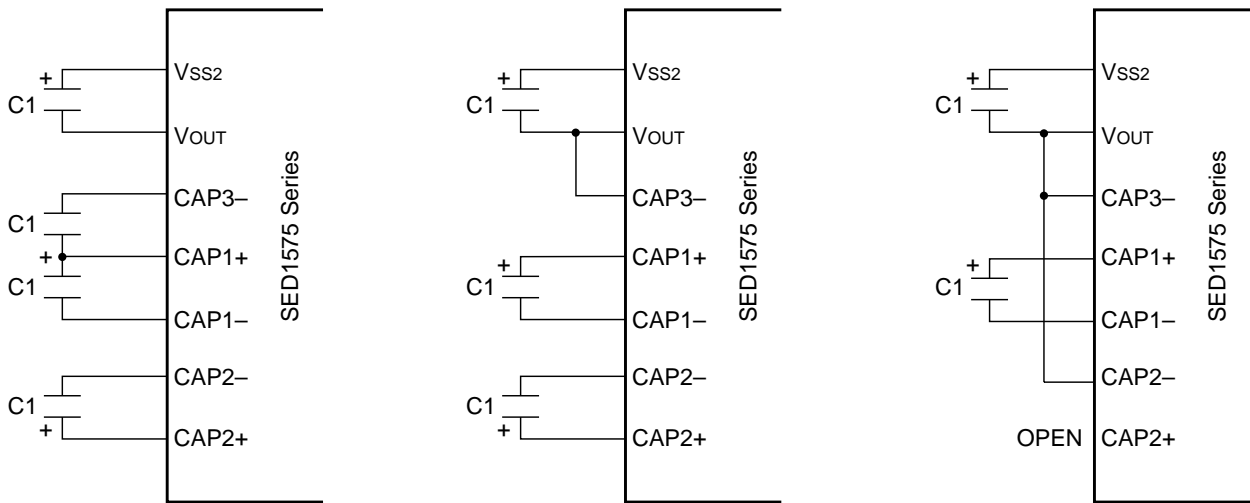 +
C1
VSS2
VOUT
CAP3–
C1
+
CAP1+
C1
CAP1–
CAP2–
C1
+
CAP2+
SED1575 Series
+
C1
VSS2
VOUT
CAP3–
+
C1
CAP1+
CAP1–
CAP2–
C1
+
CAP2+
SED1575 Series
+
C1
VSS2
VOUT
CAP3–
+
C1
CAP1+
CAP1–
CAP2–
OPEN
CAP2+
SED1575 Series